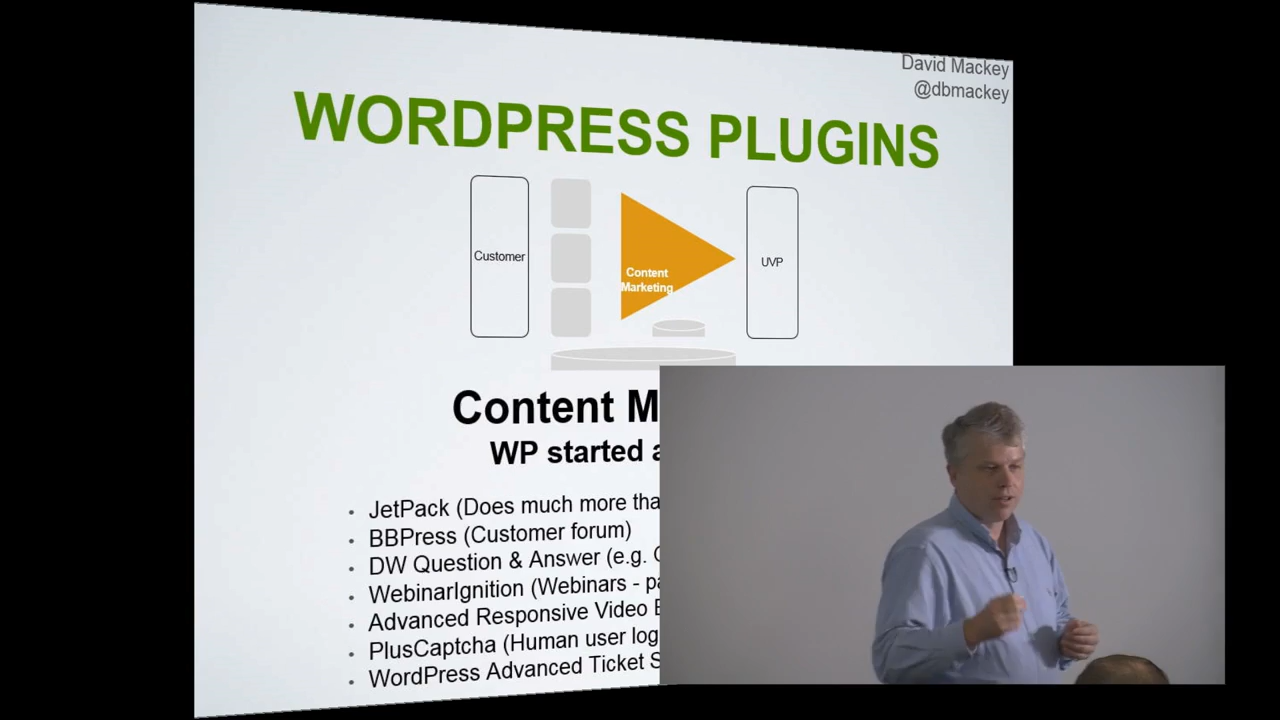 David Mackey
@dbmackey
WORDPRESS PLUGINS
Customer
Content
Marketing
UVP
Content M
WP started a
• JetPack (Does much more tha
• BBPress (Customer forum)
• DW Question & Answer (e.g.
• WebinarIgnition (Webinars - pa
• Advanced Responsive Video E
• PlusCaptcha (Human user log
• WordPress Advanced Ticket S